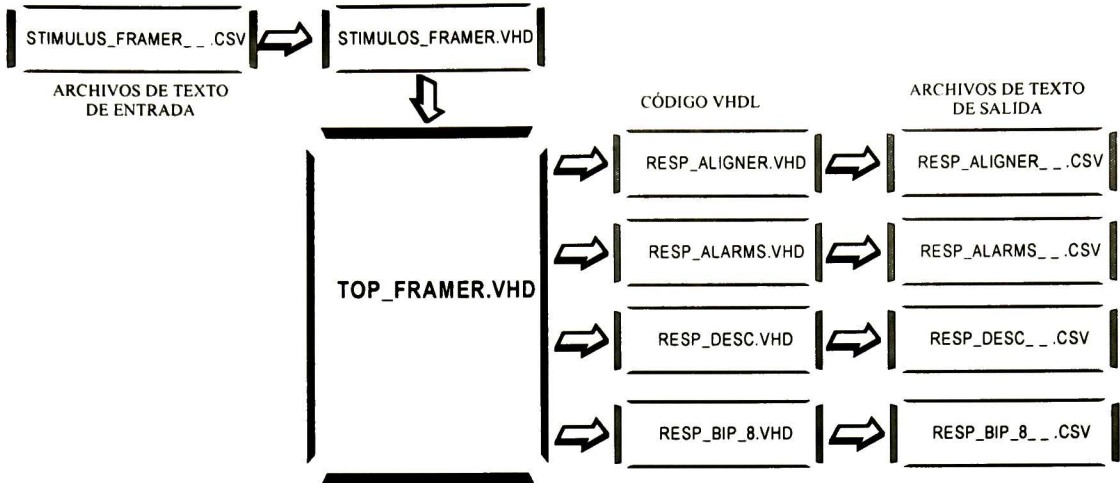 STIMULUS_FRAMER_ _ .CSV
STIMULOS_FRAMER.VHD
ARCHIVOS DE TEXTO
DE ENTRADA
CÓDIGO VHDL
ARCHIVOS DE TEXTO
DE SALIDA
TOP_FRAMER.VHD
RESP_ALIGNER.VHD
RESP_ALIGNER_ _ .CSV
RESP_ALARMS.VHD
RESP_ALARMS_ _ .CSV
RESP_DESC.VHD
RESP_DESC_ _ .CSV
RESP_BIP_8.VHD
RESP_BIP_8_ _ .CSV